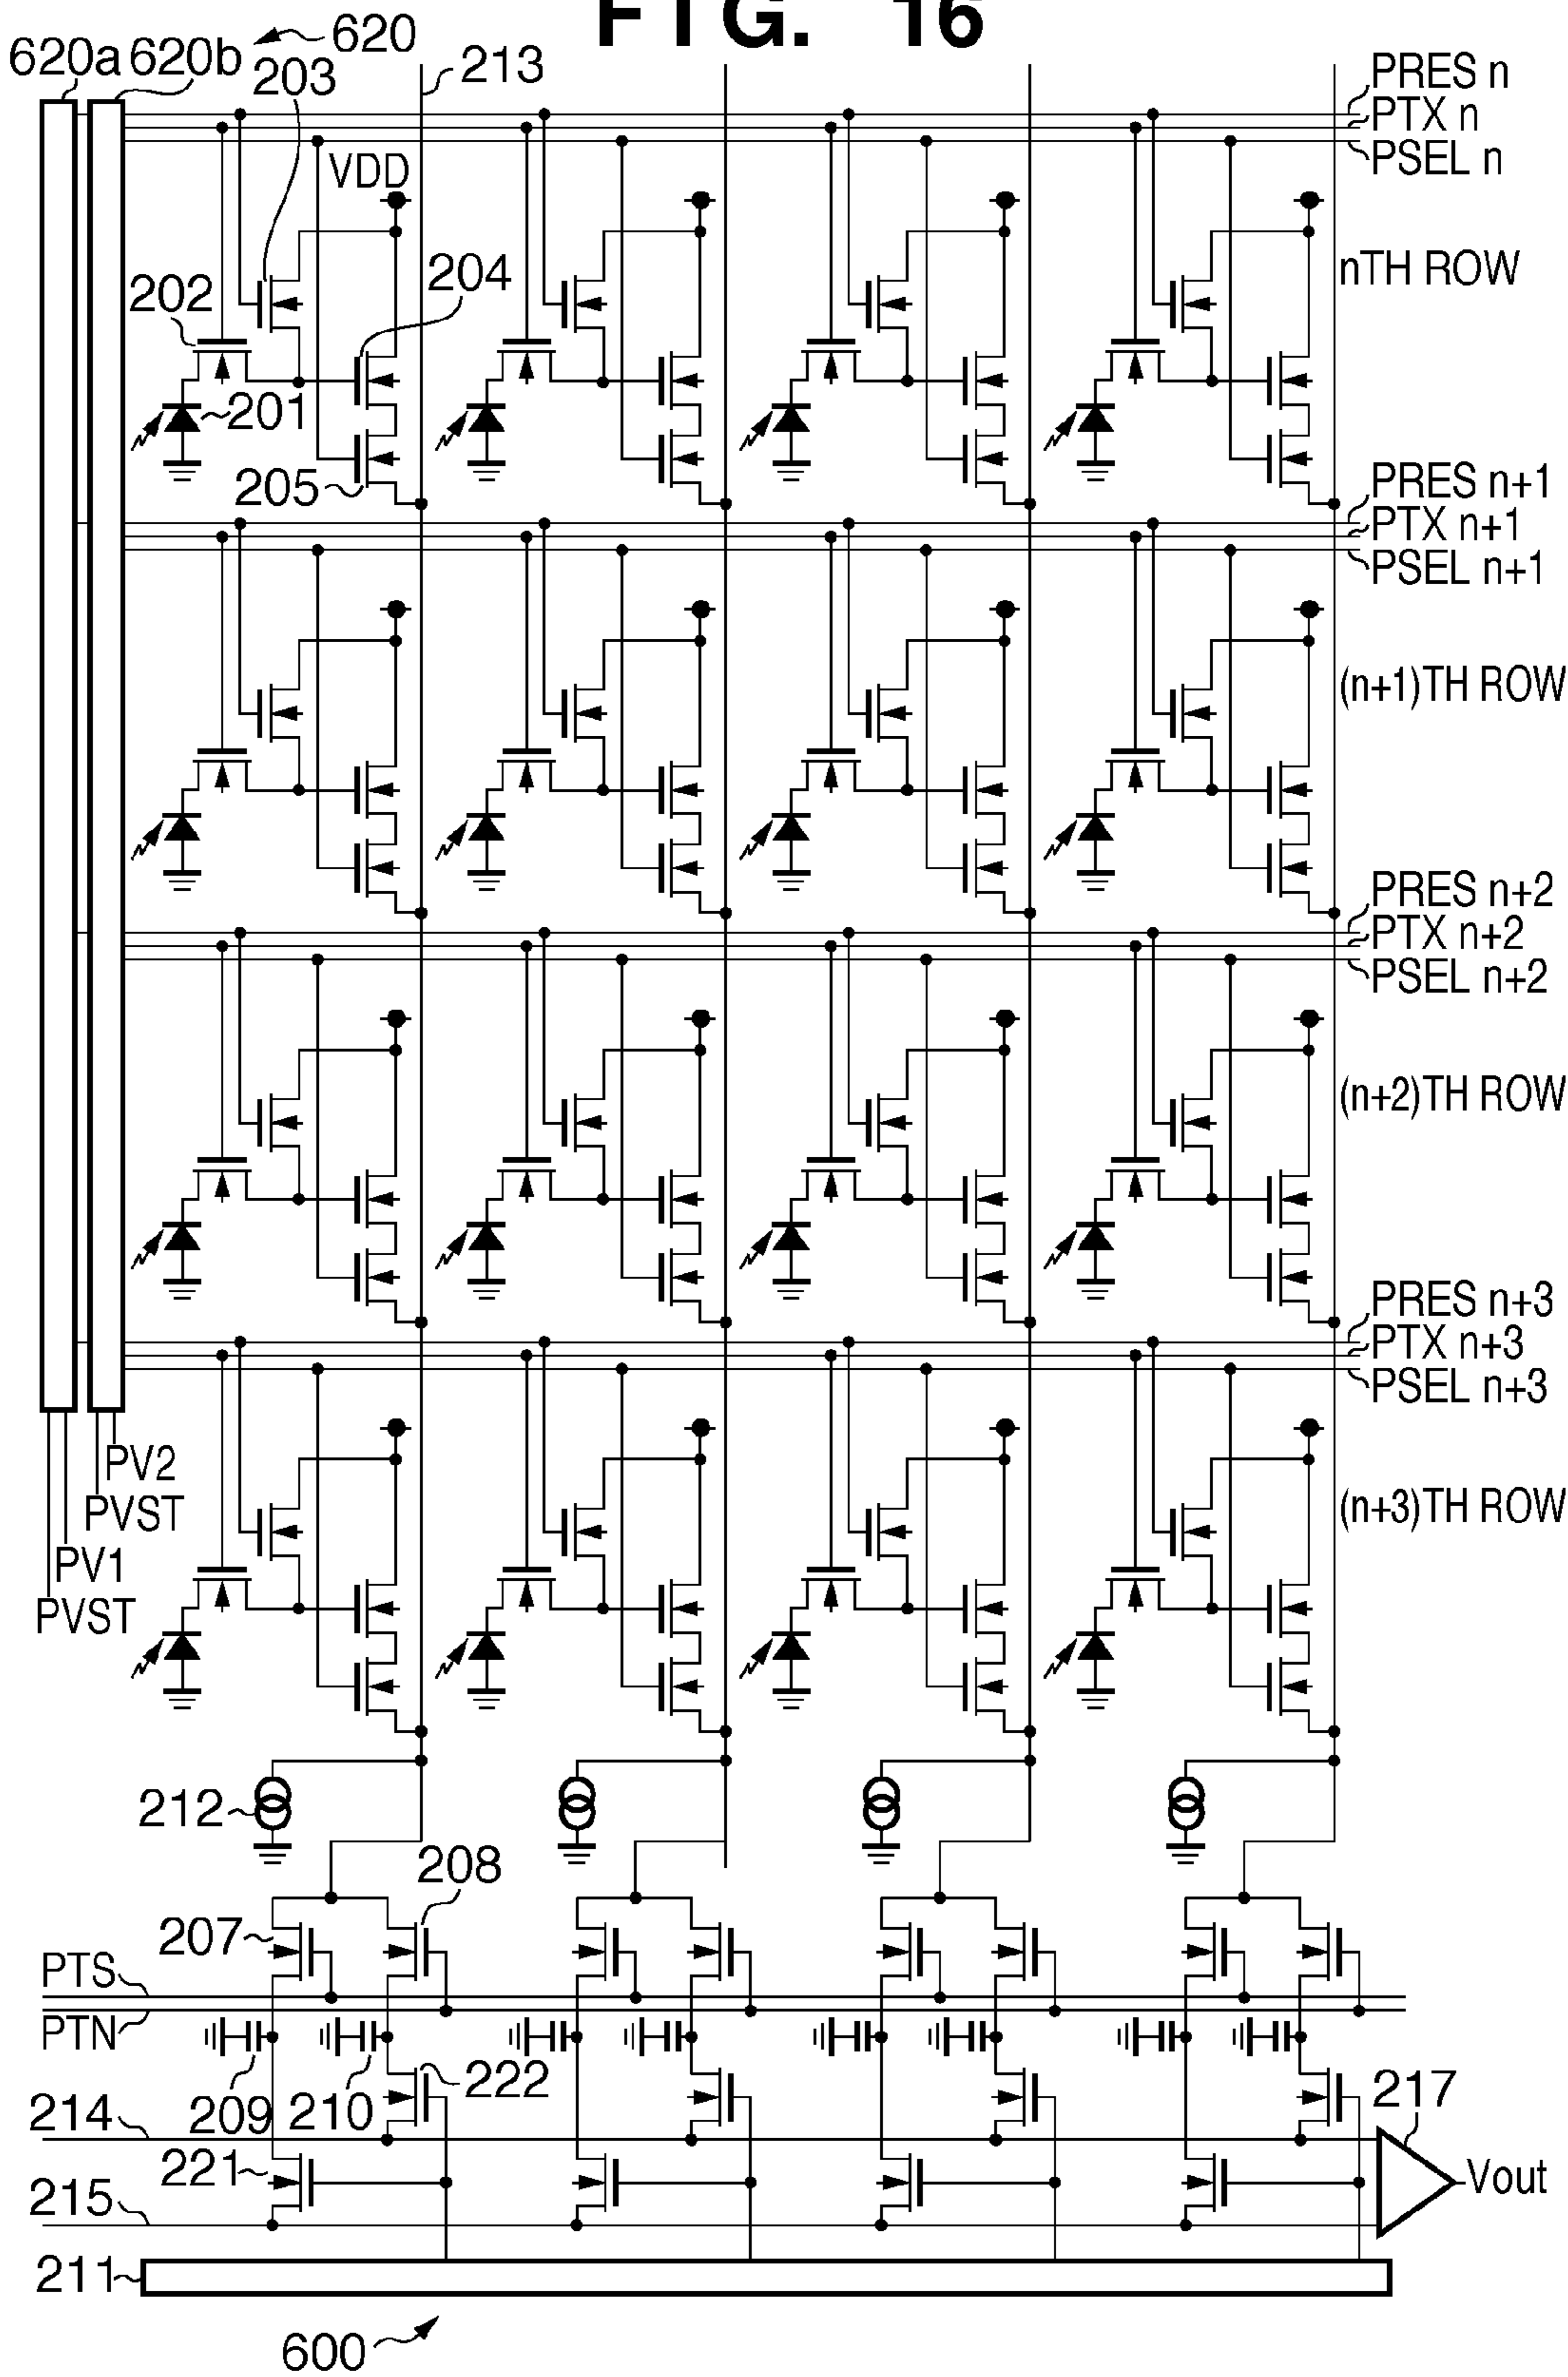 FIG. 16
620
620a 620b
203
213
PRES n
PTX n
PSEL n
VDD
nTH ROW
202
204
201
205
PRES n+1
PTX n+1
PSEL n+1
(n+1)TH ROW
PRES n+2
PTX n+2
PSEL n+2
(n+2)TH ROW
PRES n+3
PTX n+3
PSEL n+3
PV2
PVST
PV1
PVST
(n+3)TH ROW
212
208
207
PTS
PTN
209 210
222
217
214
221
215
Vout
211
600